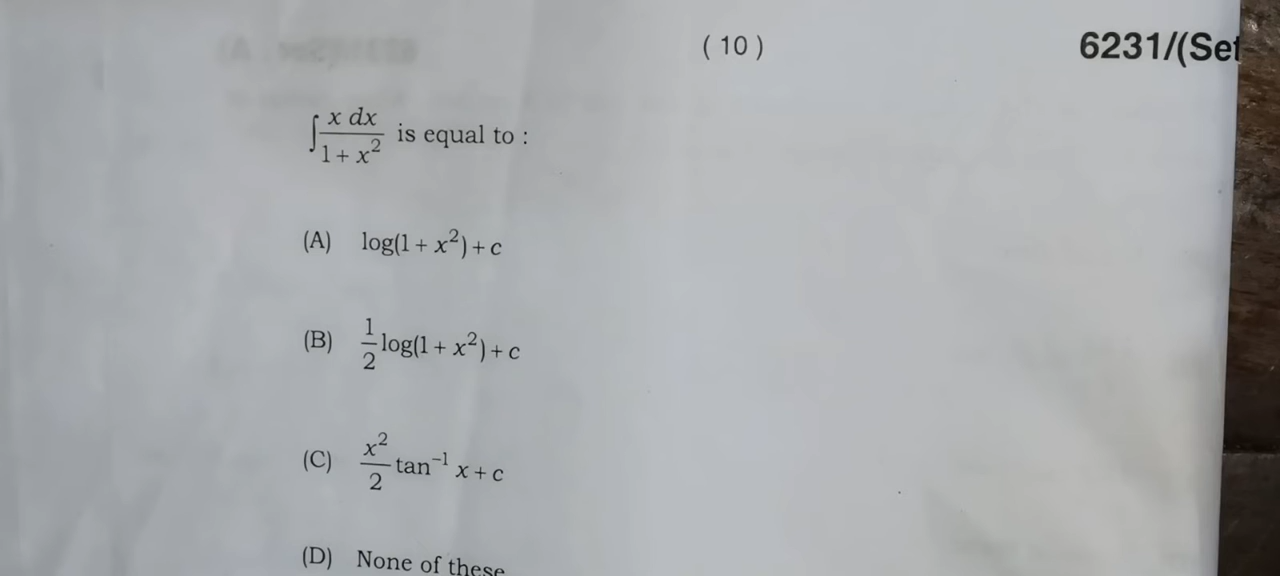 ( 10 )
6231/(Set
∫ x dx / 1 + x² is equal to :
(A) log(1 + x²) + c
(B) 1/2 log(1 + x²) + c
(C) x²/2 tan⁻¹ x + c
(D) None of these